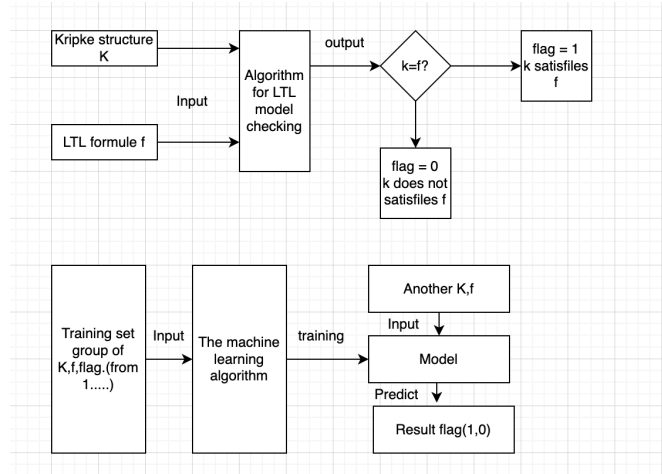 Kripke structure
K
output
flag = 1
k satisfiles
f
k=f?
Algorithm
for LTL
model
checking
Input
LTL formule f
flag = 0
k does not
satisfiles f
Training set
group of
K,f,flag.(from
1.....)
Input
The machine
learning
algorithm
training
Another K,f
Input
Model
Predict
Result flag(1,0)